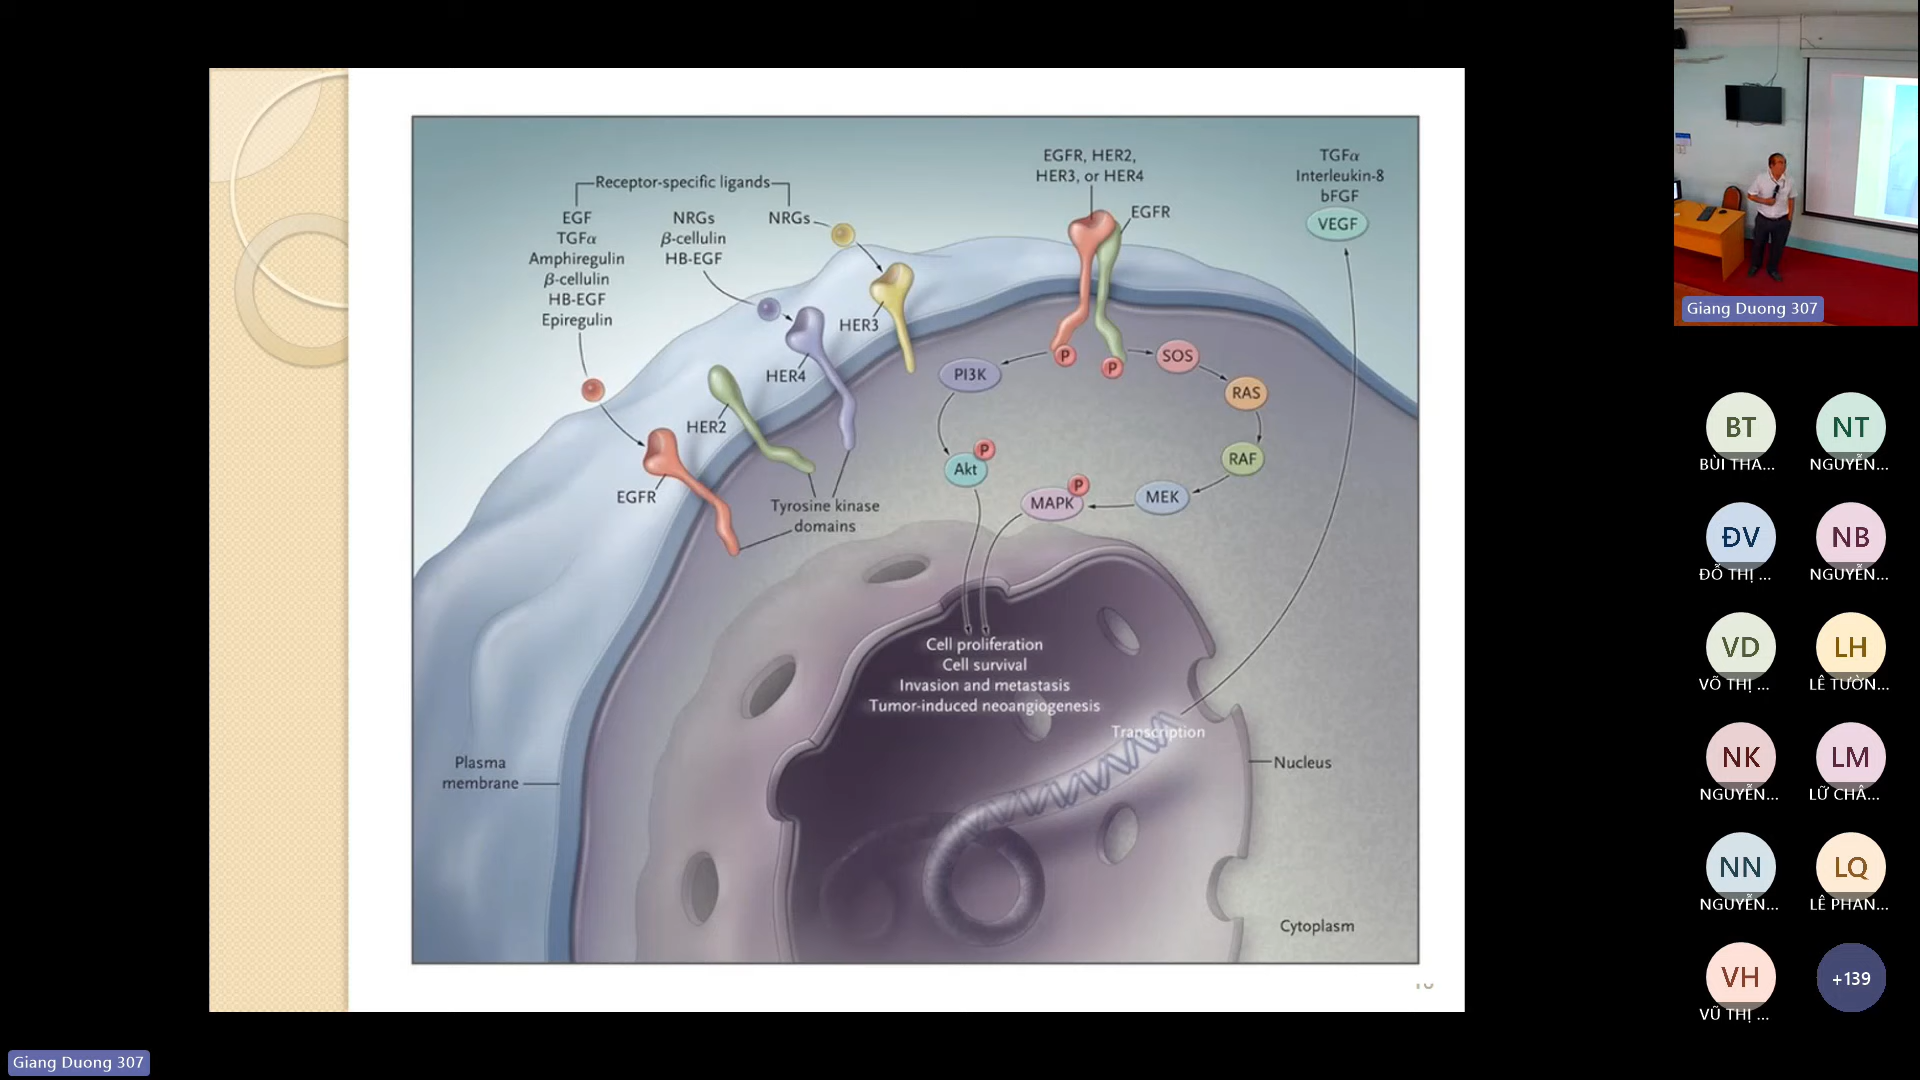 Receptor-specific ligands
EGF
TGFα
Amphiregulin
β-cellulin
HB-EGF
Epiregulin
NRGs
β-cellulin
HB-EGF
NRGs
HER3
HER4
HER2
EGFR
Tyrosine kinase
domains
EGFR, HER2,
HER3, or HER4
EGFR
TGFα
Interleukin-8
bFGF
VEGF
P
P
PI3K
SOS
RAS
RAF
MEK
P
MAPK
P
Akt
Cell proliferation
Cell survival
Invasion and metastasis
Tumor-induced neoangiogenesis
Transcription
Plasma
membrane
Nucleus
Cytoplasm
Giang Duong 307
BT
BÙI THA...
NT
NGUYỄN...
ĐV
ĐỖ THỊ ...
NB
NGUYỄN...
VD
VÕ THỊ ...
LH
LÊ TƯỜN...
NK
NGUYỄN...
LM
LỮ CHÂ...
NN
NGUYỄN...
LQ
LÊ PHAN...
VH
VŨ THỊ ...
+139
Giang Duong 307